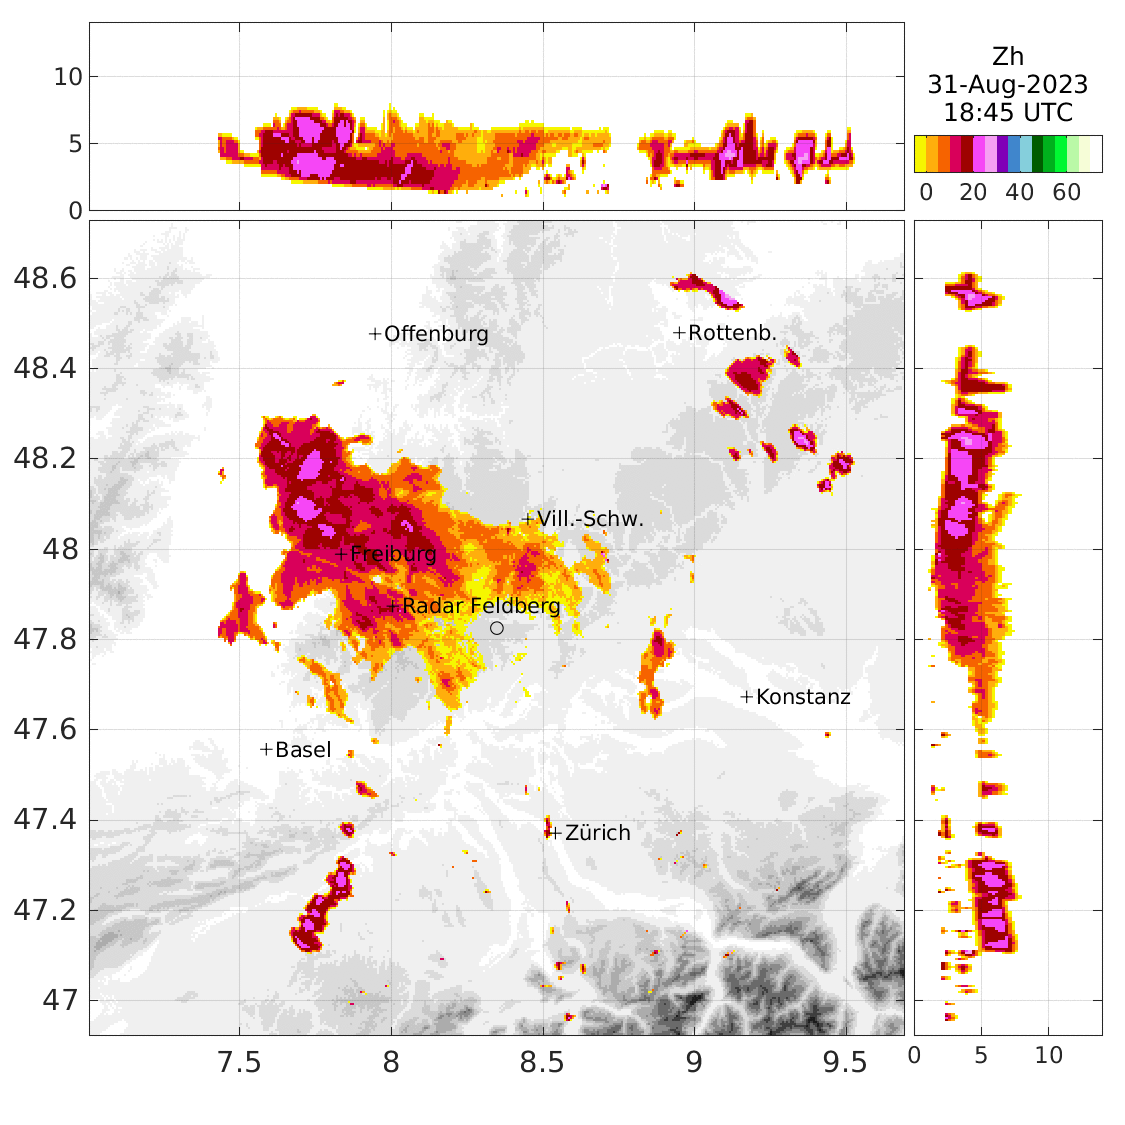 10
5
0
Zh
31-Aug-2023
18:45 UTC
0 20 40 60
48.6
48.4
48.2
48
47.8
47.6
47.4
47.2
47
+Offenburg
+Rottenb.
+Vill.-Schw.
+Freiburg
+Radar Feldberg
+Konstanz
+Basel
+Zürich
7.5 8 8.5 9 9.5
0 5 10